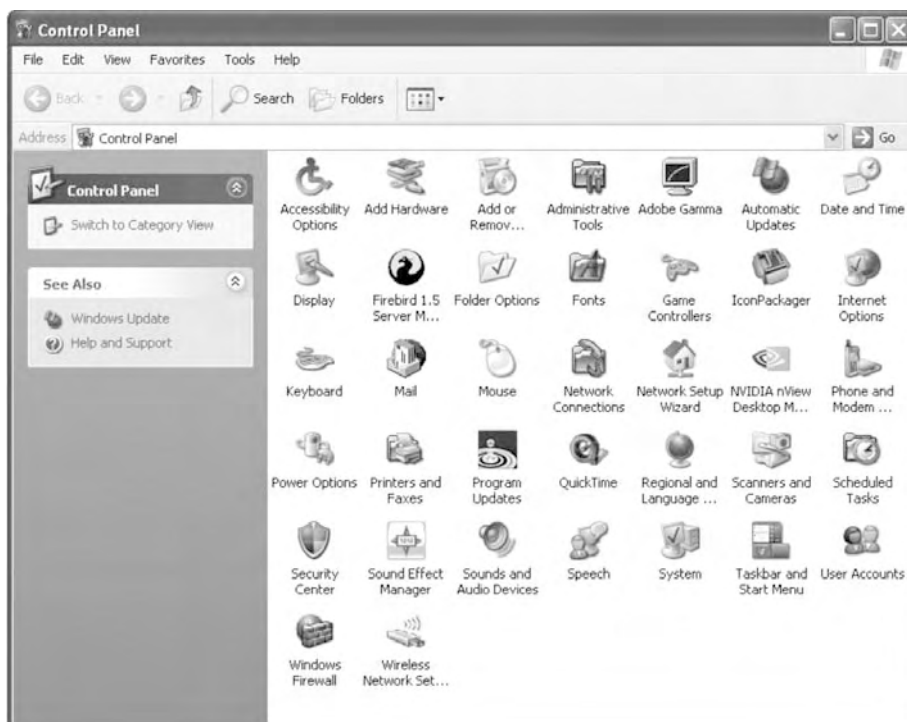 Control Panel
File Edit View Favorites Tools Help
Back Search Folders
Address Control Panel Go
Control Panel
Switch to Category View
See Also
Windows Update
Help and Support
Accessibility Options
Add Hardware
Add or Remov...
Administrative Tools
Adobe Gamma
Automatic Updates
Date and Time
Display
Firebird 1.5 Server M...
Folder Options
Fonts
Game Controllers
IconPackager
Internet Options
Keyboard
Mail
Mouse
Network Connections
Network Setup Wizard
NVIDIA nView Desktop M...
Phone and Modem ...
Power Options
Printers and Faxes
Program Updates
QuickTime
Regional and Language ...
Scanners and Cameras
Scheduled Tasks
Security Center
Sound Effect Manager
Sounds and Audio Devices
Speech
System
Taskbar and Start Menu
User Accounts
Windows Firewall
Wireless Network Set...